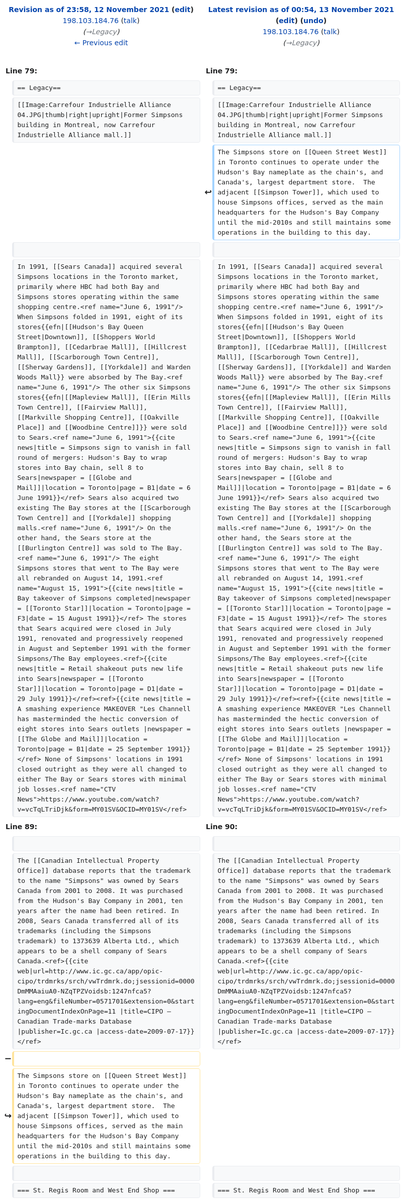 Revision as of 23:58, 12 November 2021 (edit)
198.103.184.76 (talk)
(→Legacy)
← Previous edit
Latest revision as of 00:54, 13 November 2021
(edit) (undo)
198.103.184.76 (talk)
(→Legacy)
Line 79:
Line 79:
== Legacy==
== Legacy==
[[Image:Carrefour Industrielle Alliance
04.JPG|thumb|right|upright|Former Simpsons
building in Montreal, now Carrefour
Industrielle Alliance mall.]]
[[Image:Carrefour Industrielle Alliance
04.JPG|thumb|right|upright|Former Simpsons
building in Montreal, now Carrefour
Industrielle Alliance mall.]]
The Simpsons store on [[Queen Street West]]
in Toronto continues to operate under the
Hudson's Bay nameplate as the chain's, and
Canada's, largest department store.  The
adjacent [[Simpson Tower]], which used to
house Simpsons offices, served as the main
headquarters for the Hudson's Bay Company
until the mid-2010s and still maintains some
operations in the building to this day.
In 1991, [[Sears Canada]] acquired several
Simpsons locations in the Toronto market,
primarily where HBC had both Bay and
Simpsons stores operating within the same
shopping centre.<ref name="June 6, 1991"/>
When Simpsons folded in 1991, eight of its
stores{{efn|[[Hudson's Bay Queen
Street|Downtown]], [[Shoppers World
Brampton]], [[Cedarbrae Mall]], [[Hillcrest
Mall]], [[Scarborough Town Centre]],
[[Sherway Gardens]], [[Yorkdale]] and Warden
Woods Mall}} were absorbed by The Bay.<ref
name="June 6, 1991"/> The other six Simpsons
stores{{efn|[[Mapleview Mall]], [[Erin Mills
Town Centre]], [[Fairview Mall]],
[[Markville Shopping Centre]], [[Oakville
Place]] and [[Woodbine Centre]]}} were sold
to Sears.<ref name="June 6, 1991">{{cite
news|title = Simpsons sign to vanish in fall
round of mergers: Hudson's Bay to wrap
stores into Bay chain, sell 8 to
Sears|newspaper = [[Globe and
Mail]]|location = Toronto|page = B1|date = 6
June 1991}}</ref> Sears also acquired two
existing The Bay stores at the [[Scarborough
Town Centre]] and [[Yorkdale]] shopping
malls.<ref name="June 6, 1991"/> On the
other hand, the Sears store at the
[[Burlington Centre]] was sold to The Bay.
<ref name="June 6, 1991"/> The eight
Simpsons stores that went to The Bay were
all rebranded on August 14, 1991.<ref
name="August 15, 1991">{{cite news|title =
Bay takeover of Simpsons completed|newspaper
= [[Toronto Star]]|location = Toronto|page =
F3|date = 15 August 1991}}</ref> The stores
that Sears acquired were closed in July
1991, renovated and progressively reopened
in August and September 1991 with the former
Simpsons/The Bay employees.<ref>{{cite
news|title = Retail shakeout puts new life
into Sears|newspaper = [[Toronto
Star]]|location = Toronto|page = D1|date =
29 July 1991}}</ref><ref>{{cite news|title =
A smashing experience MAKEOVER "Les Channell
has masterminded the hectic conversion of
eight stores into Sears outlets |newspaper =
[[The Globe and Mail]]|location =
Toronto|page = B1|date = 25 September 1991}}
</ref> None of Simpsons' locations in 1991
closed outright as they were all changed to
either The Bay or Sears stores with minimal
job losses.<ref name="CTV
News">https://www.youtube.com/watch?
v=vcTqLTriDjk&form=MY01SV&OCID=MY01SV</ref>
In 1991, [[Sears Canada]] acquired several
Simpsons locations in the Toronto market,
primarily where HBC had both Bay and
Simpsons stores operating within the same
shopping centre.<ref name="June 6, 1991"/>
When Simpsons folded in 1991, eight of its
stores{{efn|[[Hudson's Bay Queen
Street|Downtown]], [[Shoppers World
Brampton]], [[Cedarbrae Mall]], [[Hillcrest
Mall]], [[Scarborough Town Centre]],
[[Sherway Gardens]], [[Yorkdale]] and Warden
Woods Mall}} were absorbed by The Bay.<ref
name="June 6, 1991"/> The other six Simpsons
stores{{efn|[[Mapleview Mall]], [[Erin Mills
Town Centre]], [[Fairview Mall]],
[[Markville Shopping Centre]], [[Oakville
Place]] and [[Woodbine Centre]]}} were sold
to Sears.<ref name="June 6, 1991">{{cite
news|title = Simpsons sign to vanish in fall
round of mergers: Hudson's Bay to wrap
stores into Bay chain, sell 8 to
Sears|newspaper = [[Globe and
Mail]]|location = Toronto|page = B1|date = 6
June 1991}}</ref> Sears also acquired two
existing The Bay stores at the [[Scarborough
Town Centre]] and [[Yorkdale]] shopping
malls.<ref name="June 6, 1991"/> On the
other hand, the Sears store at the
[[Burlington Centre]] was sold to The Bay.
<ref name="June 6, 1991"/> The eight
Simpsons stores that went to The Bay were
all rebranded on August 14, 1991.<ref
name="August 15, 1991">{{cite news|title =
Bay takeover of Simpsons completed|newspaper
= [[Toronto Star]]|location = Toronto|page =
F3|date = 15 August 1991}}</ref> The stores
that Sears acquired were closed in July
1991, renovated and progressively reopened
in August and September 1991 with the former
Simpsons/The Bay employees.<ref>{{cite
news|title = Retail shakeout puts new life
into Sears|newspaper = [[Toronto
Star]]|location = Toronto|page = D1|date =
29 July 1991}}</ref><ref>{{cite news|title =
A smashing experience MAKEOVER "Les Channell
has masterminded the hectic conversion of
eight stores into Sears outlets |newspaper =
[[The Globe and Mail]]|location =
Toronto|page = B1|date = 25 September 1991}}
</ref> None of Simpsons' locations in 1991
closed outright as they were all changed to
either The Bay or Sears stores with minimal
job losses.<ref name="CTV
News">https://www.youtube.com/watch?
v=vcTqLTriDjk&form=MY01SV&OCID=MY01SV</ref>
Line 89:
Line 90:
The [[Canadian Intellectual Property
Office]] database reports that the trademark
to the name "Simpsons" was owned by Sears
Canada from 2001 to 2008. It was purchased
from the Hudson's Bay Company in 2001, ten
years after the name had been retired. In
2008, Sears Canada transferred all of its
trademarks (including the Simpsons
trademark) to 1373639 Alberta Ltd., which
appears to be a shell company of Sears
Canada.<ref>{{cite
web|url=http://www.ic.gc.ca/app/opic-
cipo/trdmrks/srch/vwTrdmrk.do;jsessionid=0000
DmMMAaiuA0-NZqTPZVoidsb:1247nfca5?
lang=eng&fileNumber=0571701&extension=0&start
ingDocumentIndexOnPage=11 |title=CIPO –
Canadian Trade-marks Database
|publisher=Ic.gc.ca |access-date=2009-07-17}}
</ref>
The [[Canadian Intellectual Property
Office]] database reports that the trademark
to the name "Simpsons" was owned by Sears
Canada from 2001 to 2008. It was purchased
from the Hudson's Bay Company in 2001, ten
years after the name had been retired. In
2008, Sears Canada transferred all of its
trademarks (including the Simpsons
trademark) to 1373639 Alberta Ltd., which
appears to be a shell company of Sears
Canada.<ref>{{cite
web|url=http://www.ic.gc.ca/app/opic-
cipo/trdmrks/srch/vwTrdmrk.do;jsessionid=0000
DmMMAaiuA0-NZqTPZVoidsb:1247nfca5?
lang=eng&fileNumber=0571701&extension=0&start
ingDocumentIndexOnPage=11 |title=CIPO –
Canadian Trade-marks Database
|publisher=Ic.gc.ca |access-date=2009-07-17}}
</ref>
−
The Simpsons store on [[Queen Street West]]
in Toronto continues to operate under the
Hudson's Bay nameplate as the chain's, and
Canada's, largest department store.  The
adjacent [[Simpson Tower]], which used to
house Simpsons offices, served as the main
headquarters for the Hudson's Bay Company
until the mid-2010s and still maintains some
operations in the building to this day.
=== St. Regis Room and West End Shop ===
=== St. Regis Room and West End Shop ===